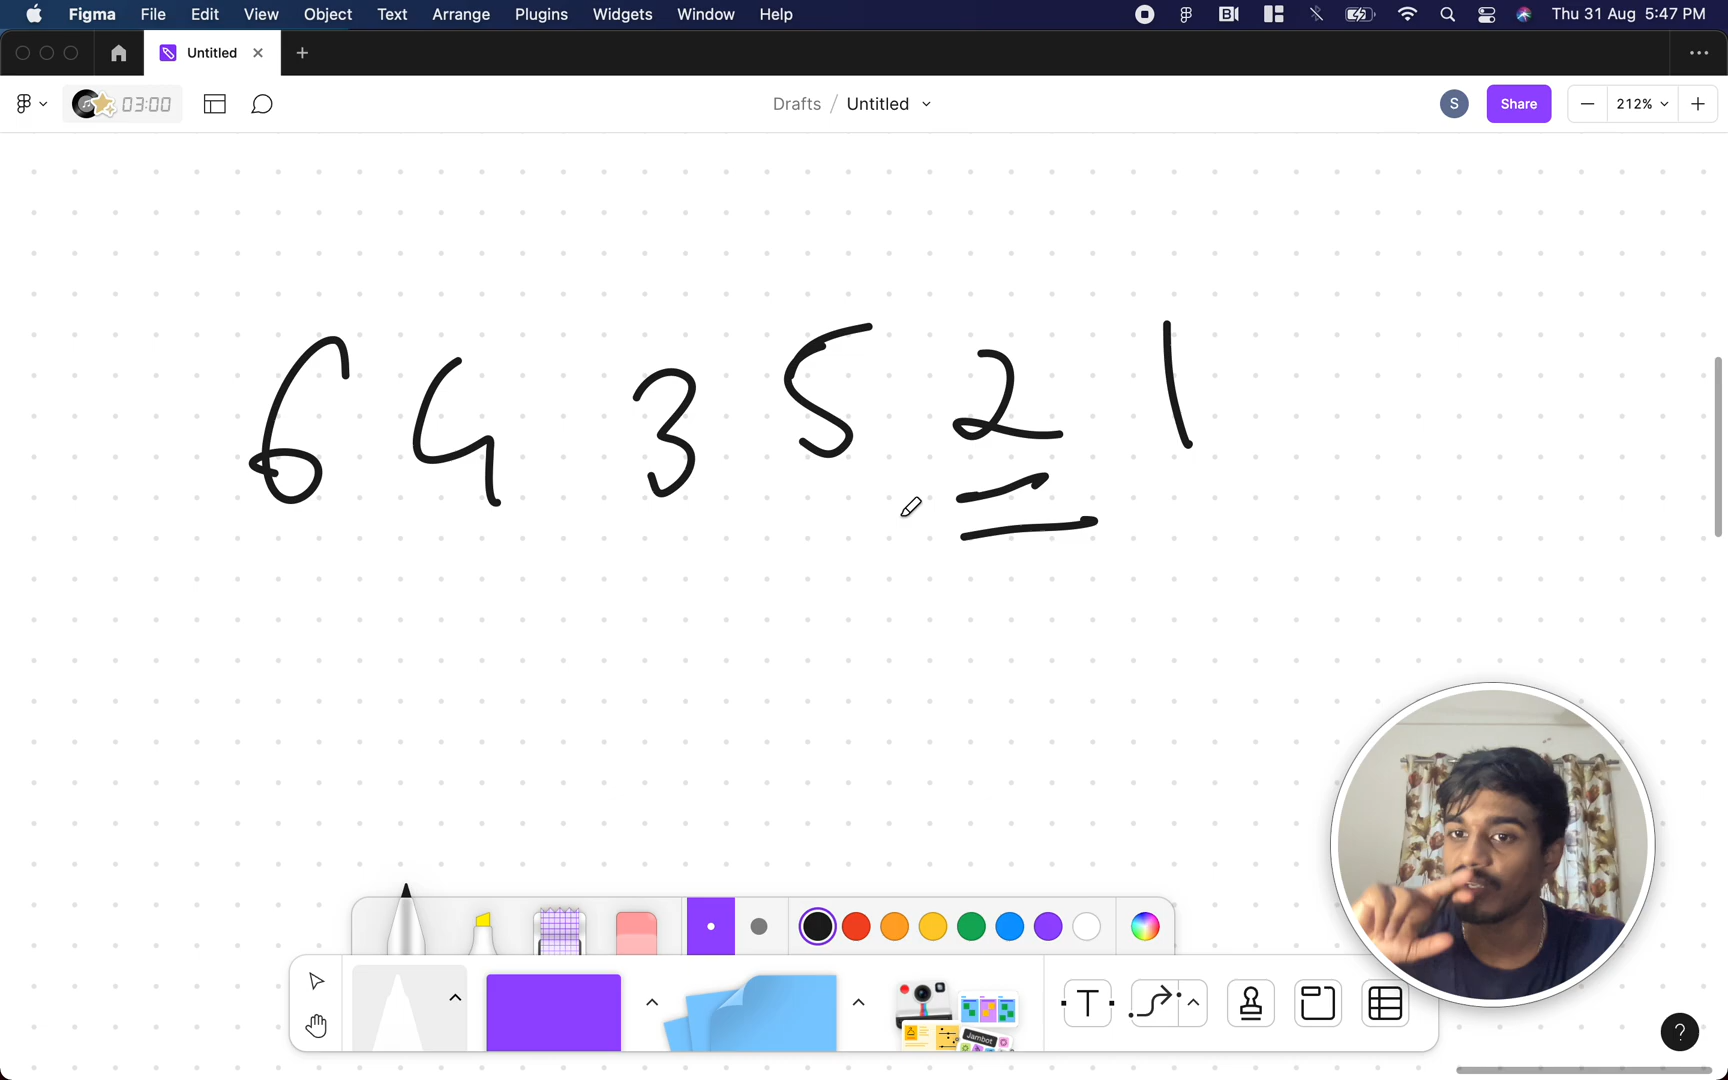 Figma File Edit View Object Text Arrange Plugins Widgets Window Help Thu 31 Aug 5:47 PM
Untitled
03:00 Drafts / Untitled S Share 212%
6 4 3 5 2 1
Jambot
T
?